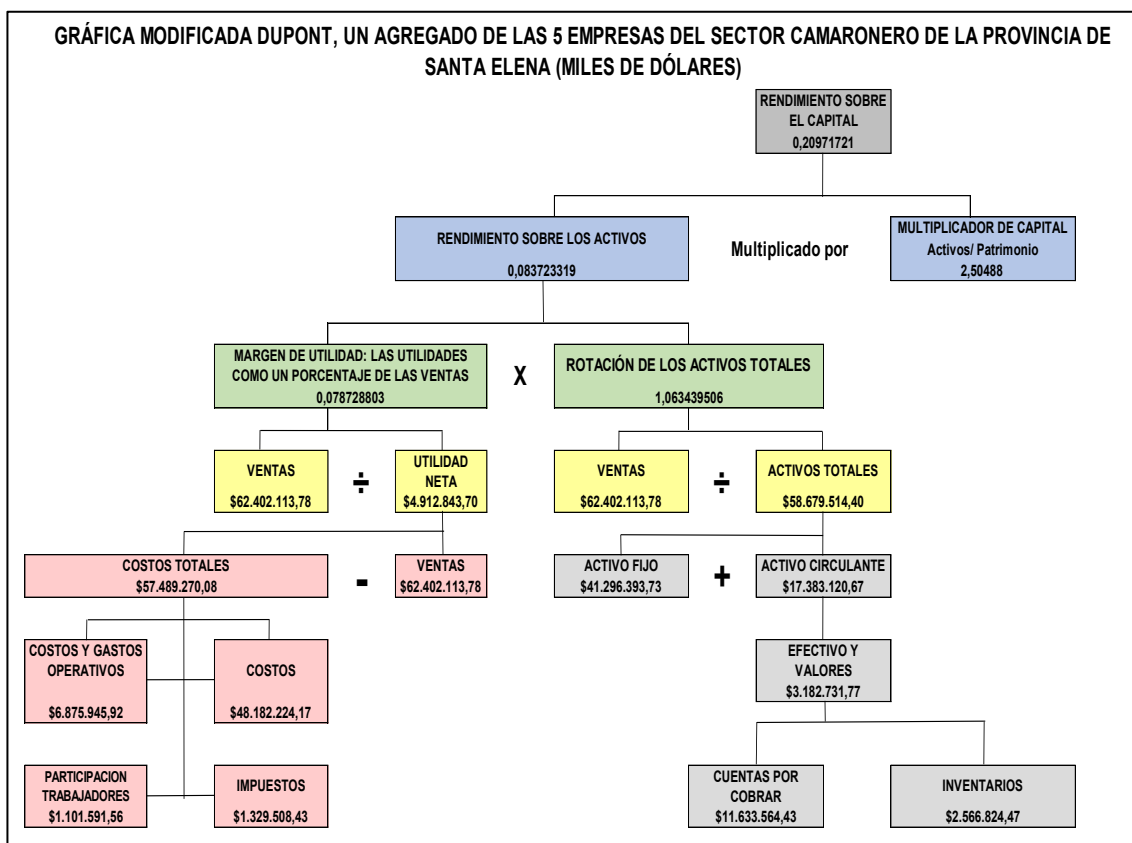 GRÁFICA MODIFICADA DUPONT, UN AGREGADO DE LAS 5 EMPRESAS DEL SECTOR CAMARONERO DE LA PROVINCIA DE
SANTA ELENA (MILES DE DÓLARES)
RENDIMIENTO SOBRE
EL CAPITAL
0,20971721
RENDIMIENTO SOBRE LOS ACTIVOS
0,083723319
Multiplicado por
MULTIPLICADOR DE CAPITAL
Activos/ Patrimonio
2,50488
MARGEN DE UTILIDAD: LAS UTILIDADES
COMO UN PORCENTAJE DE LAS VENTAS
0,078728803
X
ROTACIÓN DE LOS ACTIVOS TOTALES
1,063439506
VENTAS
$62.402.113,78
÷
UTILIDAD
NETA
$4.912.843,70
VENTAS
$62.402.113,78
÷
ACTIVOS TOTALES
$58.679.514,40
COSTOS TOTALES
$57.489.270,08
-
VENTAS
$62.402.113,78
ACTIVO FIJO
$41.296.393,73
+
ACTIVO CIRCULANTE
$17.383.120,67
COSTOS Y GASTOS
OPERATIVOS
$6.875.945,92
COSTOS
$48.182.224,17
EFECTIVO Y
VALORES
$3.182.731,77
PARTICIPACION
TRABAJADORES
$1.101.591,56
IMPUESTOS
$1.329.508,43
CUENTAS POR
COBRAR
$11.633.564,43
INVENTARIOS
$2.566.824,47